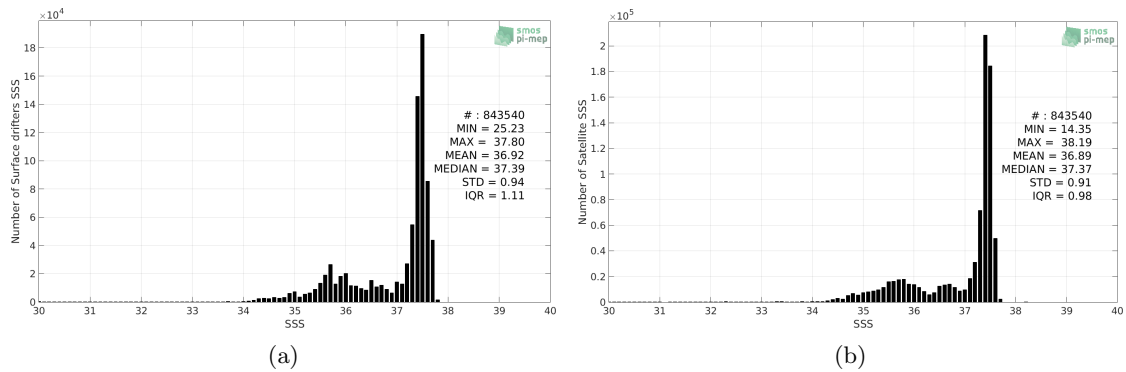 ×10⁴
smos
pi-mep
18
16
14
12
10
8
6
4
2
0
Number of Surface drifters SSS
# : 843540
MIN = 25.23
MAX = 37.80
MEAN = 36.92
MEDIAN = 37.39
STD = 0.94
IQR = 1.11
30 31 32 33 34 35 36 37 38 39 40
SSS
(a)
×10⁵
smos
pi-mep
2
1.8
1.6
1.4
1.2
1
0.8
0.6
0.4
0.2
0
Number of Satellite SSS
# : 843540
MIN = 14.35
MAX = 38.19
MEAN = 36.89
MEDIAN = 37.37
STD = 0.91
IQR = 0.98
30 31 32 33 34 35 36 37 38 39 40
SSS
(b)